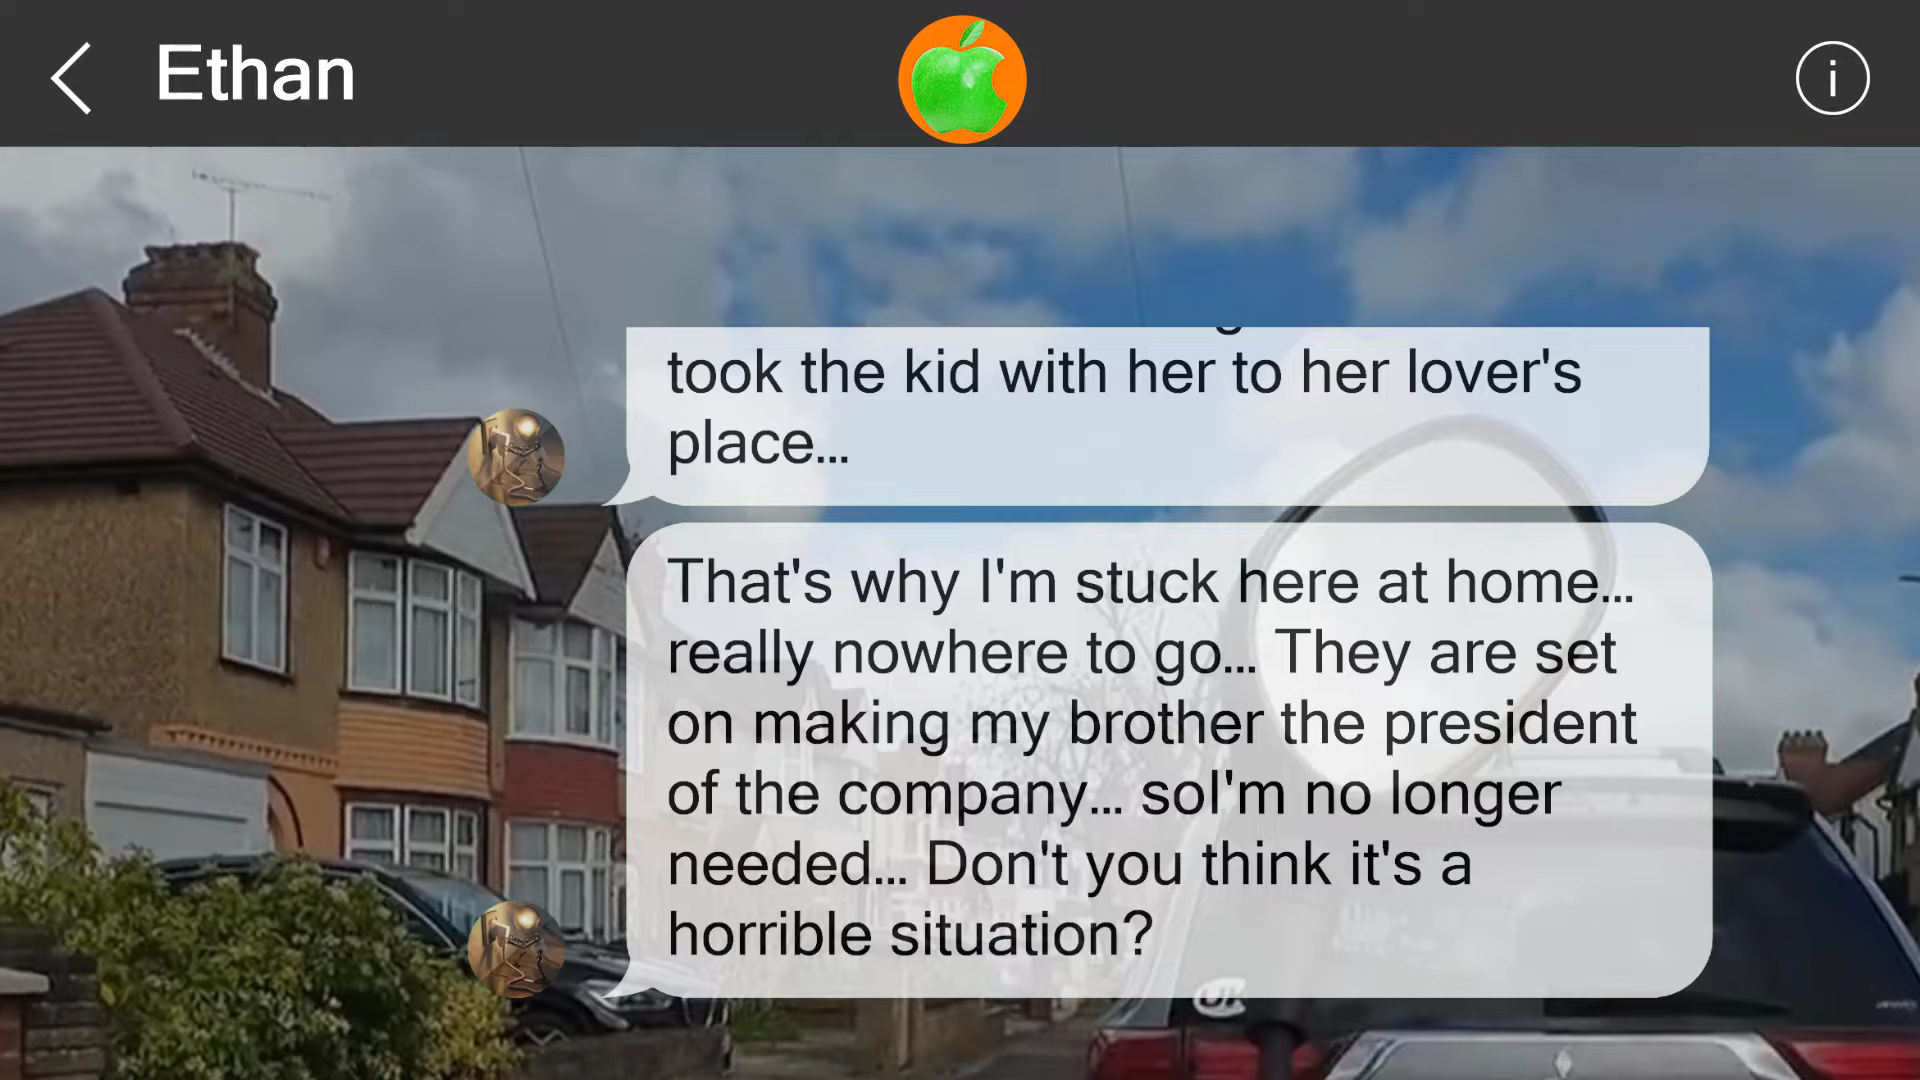 Ethan
i
took the kid with her to her lover's
place...
That's why I'm stuck here at home...
really nowhere to go... They are set
on making my brother the president
of the company... soI'm no longer
needed... Don't you think it's a
horrible situation?
UK